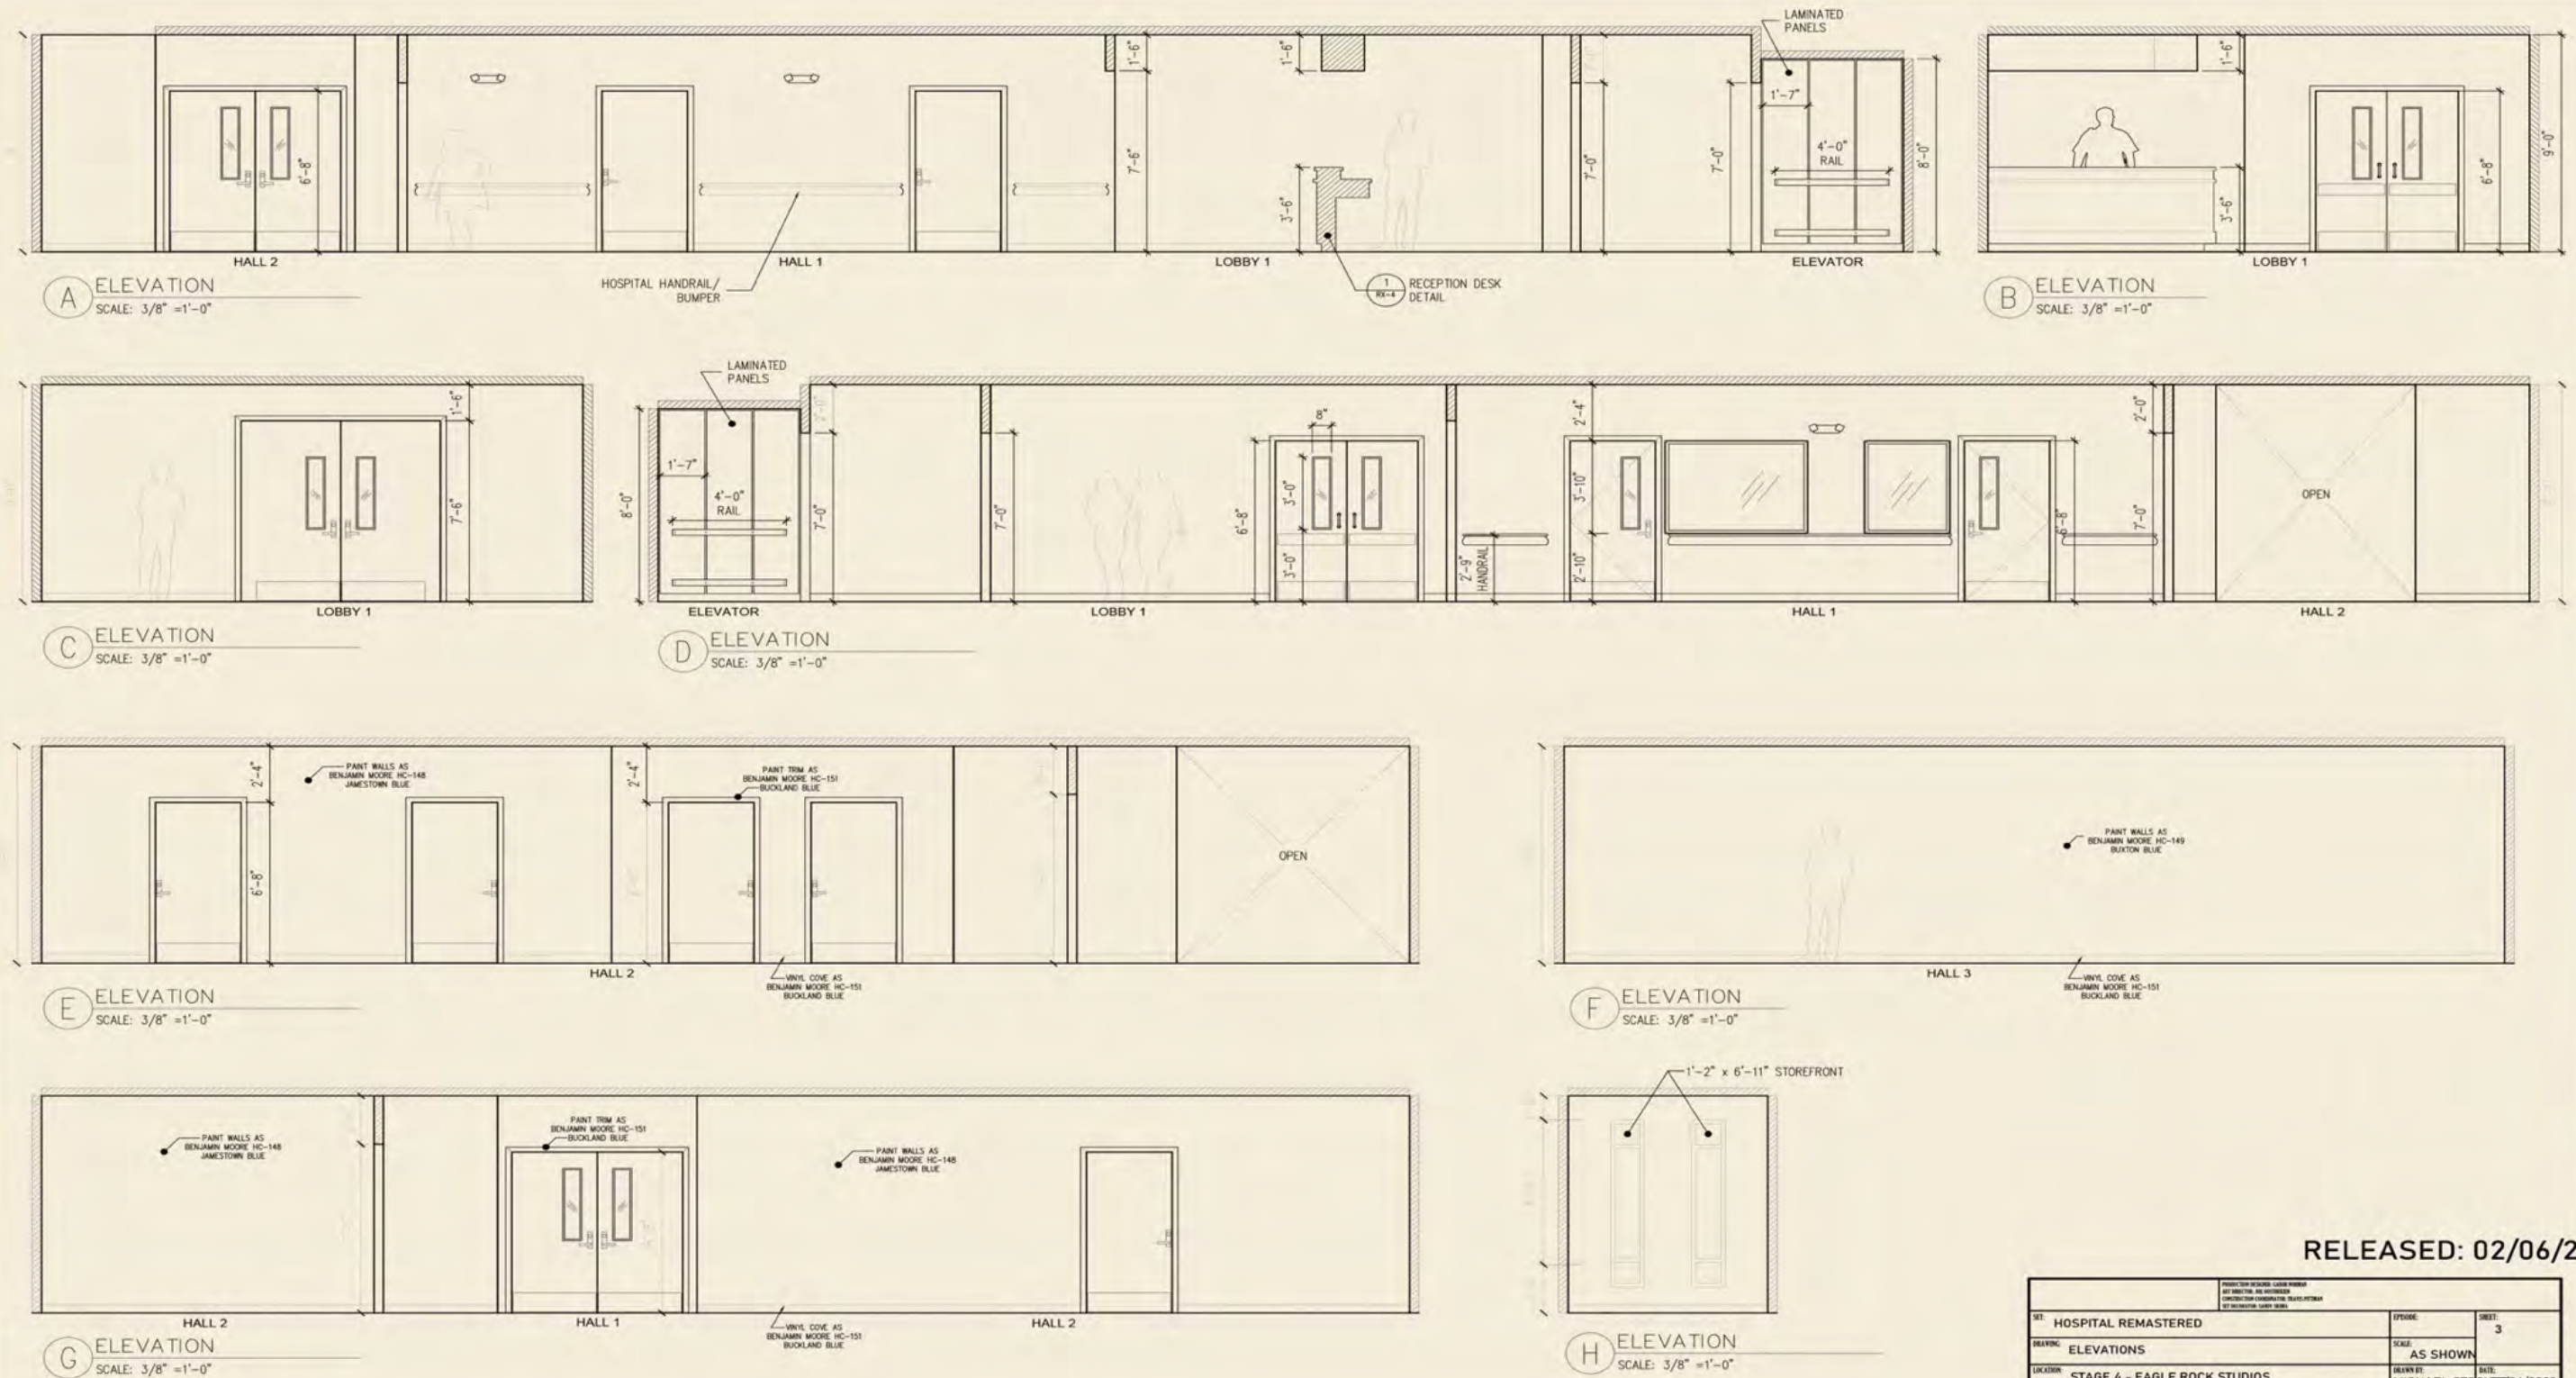 LAMINATED
PANELS
1'-6"
1'-6"
1'-6"
1'-7"
4'-0"
RAIL
6'-8"
7'-6"
3'-6"
7'-0"
7'-0"
8'-0"
3'-6"
6'-8"
9'-0"
HALL 2
HALL 1
LOBBY 1
ELEVATOR
LOBBY 1
HOSPITAL HANDRAIL/
BUMPER
1
RX-4
RECEPTION DESK
DETAIL
A
ELEVATION
SCALE: 3/8" =1'-0"
B
ELEVATION
SCALE: 3/8" =1'-0"
LAMINATED
PANELS
1'-6"
7'-6"
8'-0"
1'-7"
4'-0"
RAIL
7'-0"
7'-0"
6'-8"
8"
3'-0"
3'-0"
2'-9"
HANDRAIL
2'-4"
3'-10"
2'-10"
6'-8"
2'-0"
7'-0"
OPEN
LOBBY 1
ELEVATOR
LOBBY 1
HALL 1
HALL 2
C
ELEVATION
SCALE: 3/8" =1'-0"
D
ELEVATION
SCALE: 3/8" =1'-0"
2'-4"
PAINT WALLS AS
BENJAMIN MOORE HC-148
JAMESTOWN BLUE
2'-4"
PAINT TRIM AS
BENJAMIN MOORE HC-151
BUCKLAND BLUE
6'-8"
OPEN
PAINT WALLS AS
BENJAMIN MOORE HC-149
BUXTON BLUE
HALL 2
VINYL COVE AS
BENJAMIN MOORE HC-151
BUCKLAND BLUE
HALL 3
VINYL COVE AS
BENJAMIN MOORE HC-151
BUCKLAND BLUE
E
ELEVATION
SCALE: 3/8" =1'-0"
F
ELEVATION
SCALE: 3/8" =1'-0"
PAINT WALLS AS
BENJAMIN MOORE HC-148
JAMESTOWN BLUE
PAINT TRIM AS
BENJAMIN MOORE HC-151
BUCKLAND BLUE
PAINT WALLS AS
BENJAMIN MOORE HC-148
JAMESTOWN BLUE
1'-2" x 6'-11" STOREFRONT
HALL 2
HALL 1
VINYL COVE AS
BENJAMIN MOORE HC-151
BUCKLAND BLUE
HALL 2
G
ELEVATION
SCALE: 3/8" =1'-0"
H
ELEVATION
SCALE: 3/8" =1'-0"
RELEASED: 02/06/2
SET: HOSPITAL REMASTERED
EPISODE:
SHEET: 3
DRAWING: ELEVATIONS
SCALE: AS SHOWN
LOCATION: STAGE 4 - EAGLE ROCK STUDIOS
DRAWN BY:
DATE: